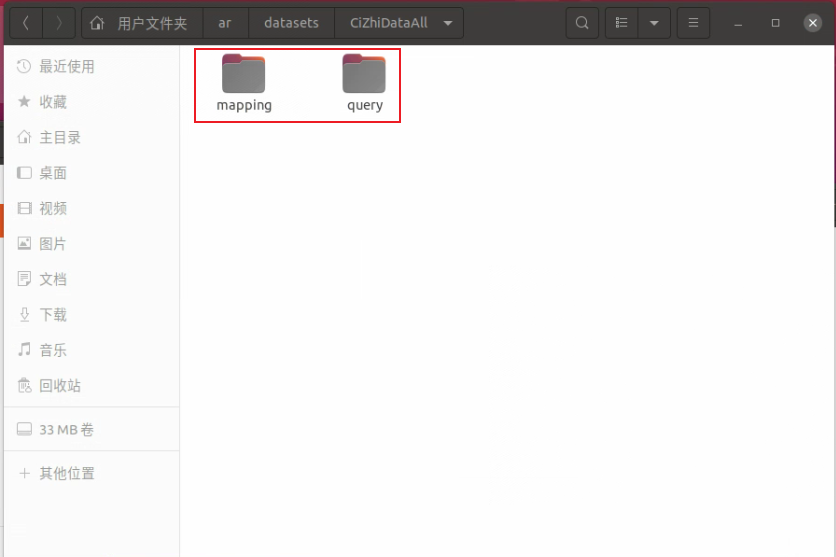 用户文件夹 ar datasets CiZhiDataAll
最近使用
收藏
主目录
桌面
视频
图片
文档
下载
音乐
回收站
33 MB 卷
其他位置
mapping query